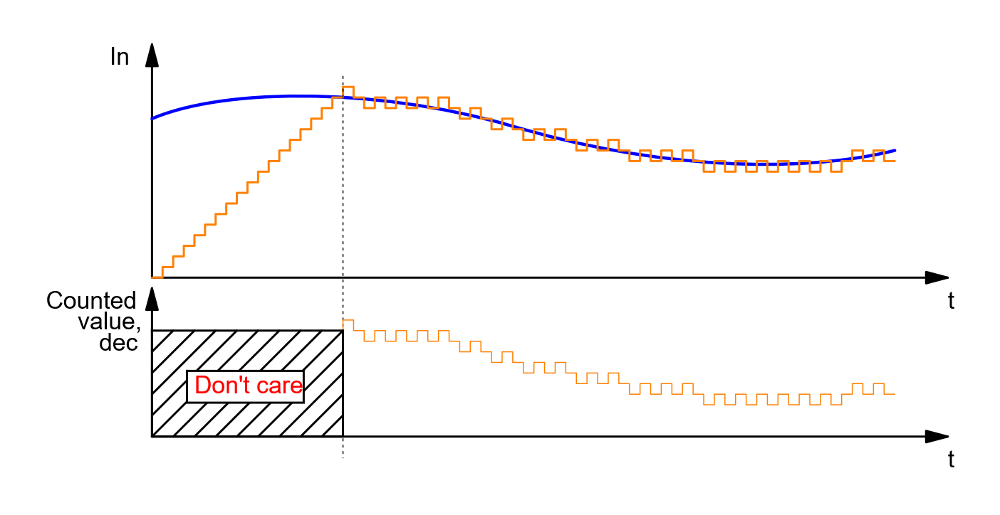 In
t
Counted
value,
dec
Don't care
t